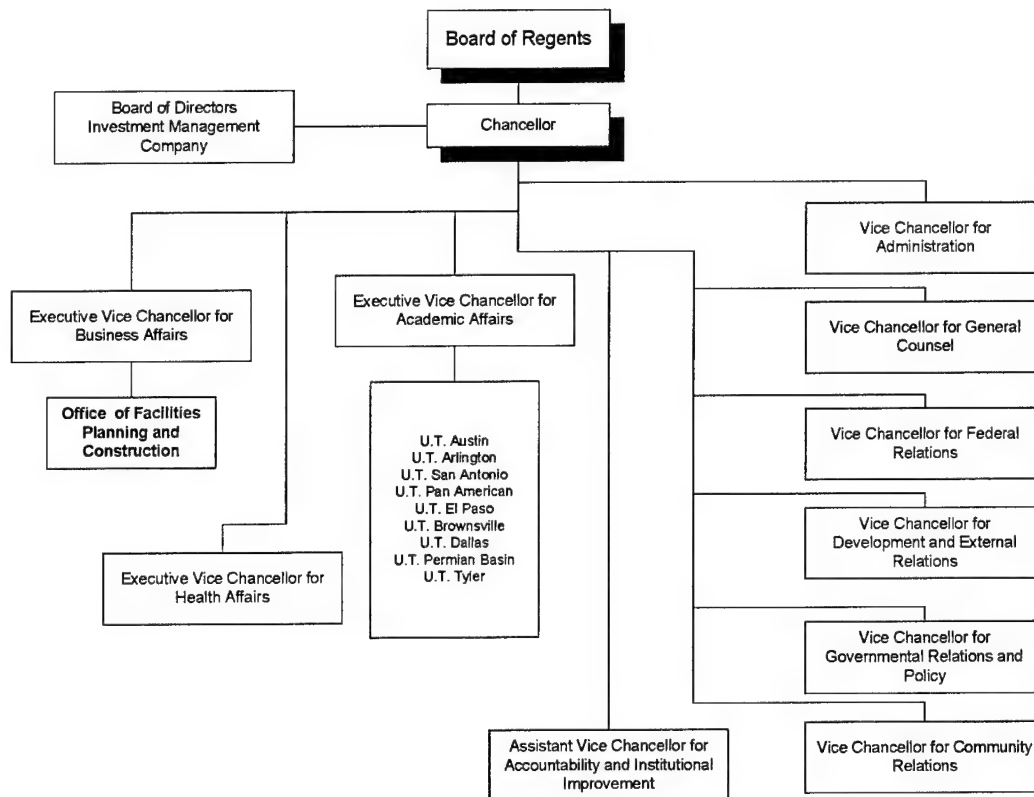 Board of Regents
Board of Directors
Investment Management
Company
Chancellor
Vice Chancellor for
Administration
Executive Vice Chancellor for
Business Affairs
Executive Vice Chancellor for
Academic Affairs
Vice Chancellor for General
Counsel
Office of Facilities
Planning and
Construction
U.T. Austin
U.T. Arlington
U.T. San Antonio
U.T. Pan American
U.T. El Paso
U.T. Brownsville
U.T. Dallas
U.T. Permian Basin
U.T. Tyler
Vice Chancellor for Federal
Relations
Vice Chancellor for
Development and External
Relations
Executive Vice Chancellor for
Health Affairs
Vice Chancellor for
Governmental Relations and
Policy
Assistant Vice Chancellor for
Accountability and Institutional
Improvement
Vice Chancellor for Community
Relations